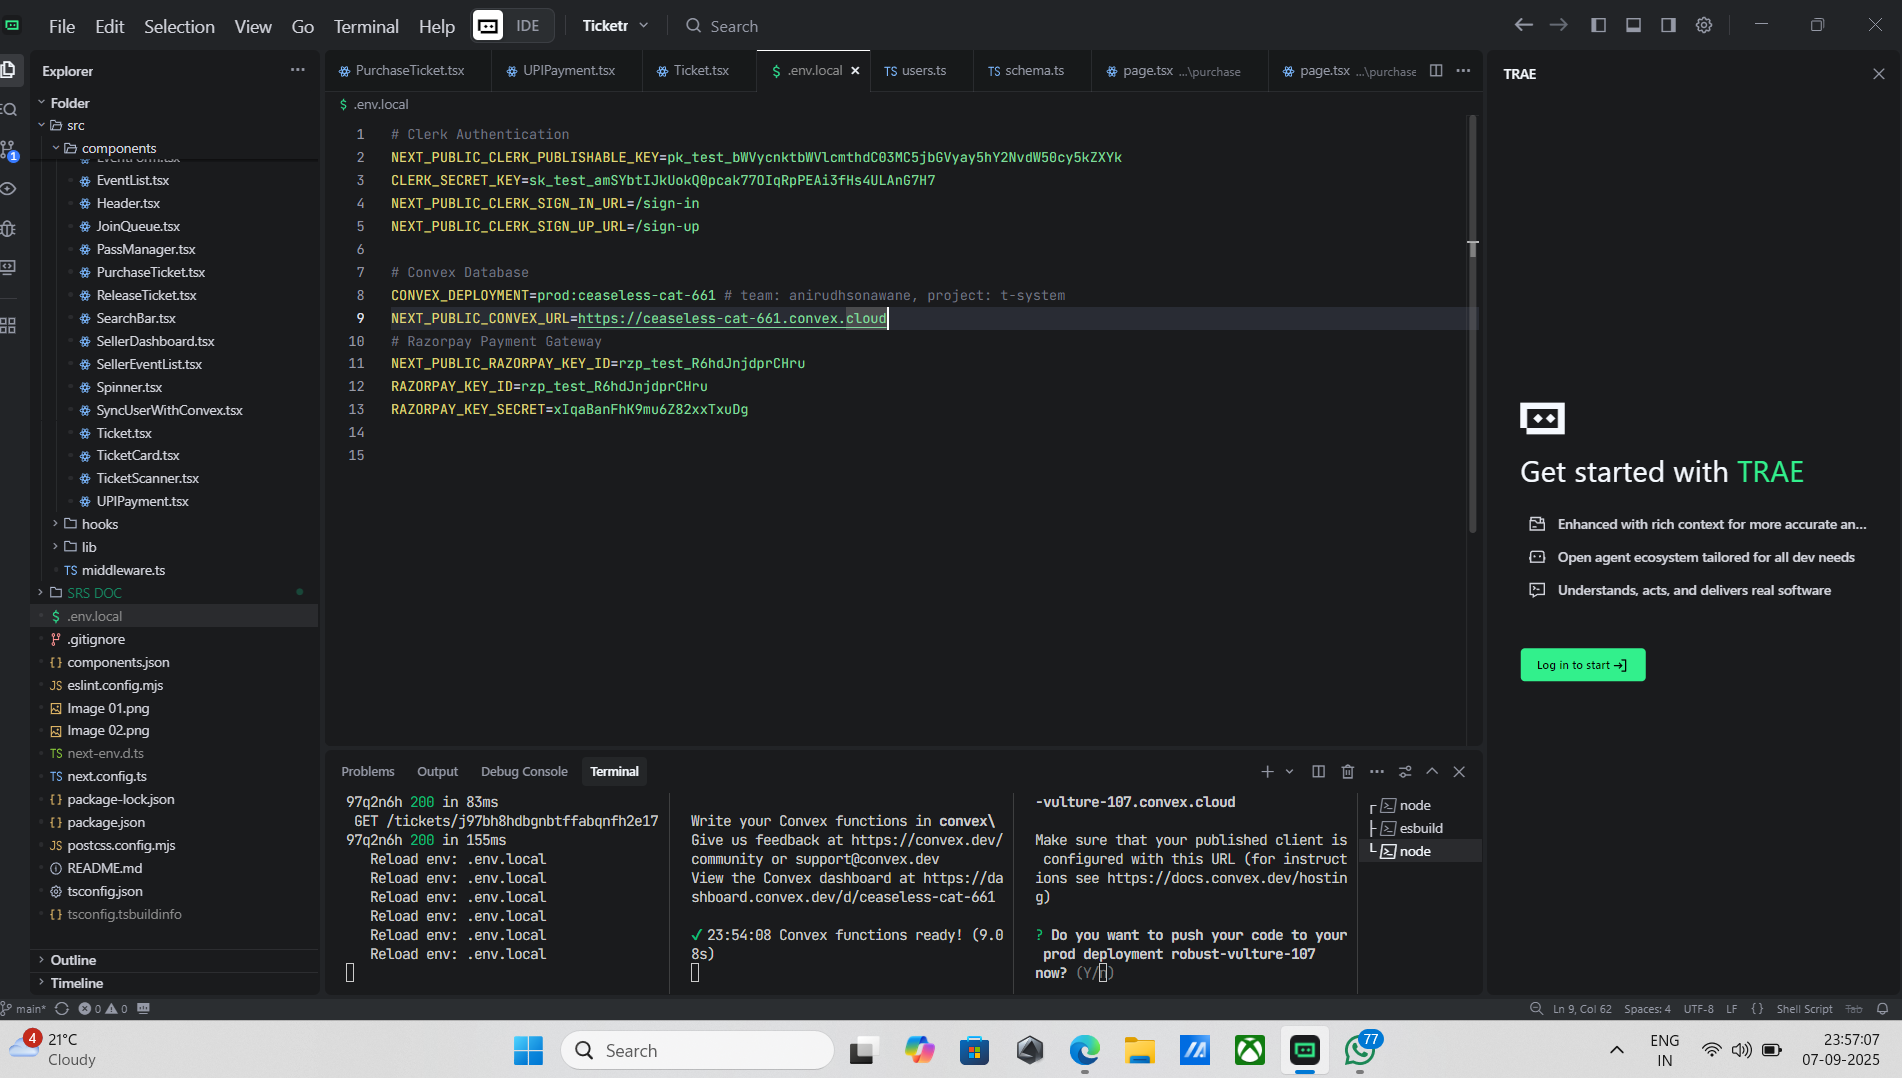 File Edit Selection View Go Terminal Help IDE Ticketr Search
Explorer
Folder
src
components
EventForm.tsx
EventList.tsx
Header.tsx
JoinQueue.tsx
PassManager.tsx
PurchaseTicket.tsx
ReleaseTicket.tsx
SearchBar.tsx
SellerDashboard.tsx
SellerEventList.tsx
Spinner.tsx
SyncUserWithConvex.tsx
Ticket.tsx
TicketCard.tsx
TicketScanner.tsx
UPIPayment.tsx
hooks
lib
TS middleware.ts
SRS DOC
$ .env.local
.gitignore
{} components.json
JS eslint.config.mjs
Image 01.png
Image 02.png
TS next-env.d.ts
TS next.config.ts
{} package-lock.json
{} package.json
JS postcss.config.mjs
README.md
tsconfig.json
{} tsconfig.tsbuildinfo
Outline
Timeline
PurchaseTicket.tsx UPIPayment.tsx Ticket.tsx $ .env.local TS users.ts TS schema.ts page.tsx ...\purchase page.tsx ...\purchase
$ .env.local
1 # Clerk Authentication
2 NEXT_PUBLIC_CLERK_PUBLISHABLE_KEY=pk_test_bWVycnktbWVlcmthdC03MC5jbGVyay5hY2NvdW50cy5kZXYk
3 CLERK_SECRET_KEY=sk_test_amSYbtIJkUokQ0pcak77OIqRpPEAi3fHs4ULAnG7H7
4 NEXT_PUBLIC_CLERK_SIGN_IN_URL=/sign-in
5 NEXT_PUBLIC_CLERK_SIGN_UP_URL=/sign-up
6
7 # Convex Database
8 CONVEX_DEPLOYMENT=prod:ceaseless-cat-661 # team: anirudhsonawane, project: t-system
9 NEXT_PUBLIC_CONVEX_URL=https://ceaseless-cat-661.convex.cloud
10 # Razorpay Payment Gateway
11 NEXT_PUBLIC_RAZORPAY_KEY_ID=rzp_test_R6hdJnjdprCHru
12 RAZORPAY_KEY_ID=rzp_test_R6hdJnjdprCHru
13 RAZORPAY_KEY_SECRET=xIqaBanFhK9mu6Z82xxTxuDg
14
15
Problems Output Debug Console Terminal
97q2n6h 200 in 83ms
GET /tickets/j97bh8hdbgnbtffabqnfh2e17
97q2n6h 200 in 155ms
Reload env: .env.local
Reload env: .env.local
Reload env: .env.local
Reload env: .env.local
Reload env: .env.local
Reload env: .env.local
Write your Convex functions in convex\
Give us feedback at https://convex.dev/
community or support@convex.dev
View the Convex dashboard at https://da
shboard.convex.dev/d/ceaseless-cat-661
✓ 23:54:08 Convex functions ready! (9.0
8s)
-vulture-107.convex.cloud
Make sure that your published client is
configured with this URL (for instruct
ions see https://docs.convex.dev/hostin
g)
? Do you want to push your code to your
prod deployment robust-vulture-107
now? (Y/n)
node
esbuild
node
TRAE
Get started with TRAE
Enhanced with rich context for more accurate an...
Open agent ecosystem tailored for all dev needs
Understands, acts, and delivers real software
Log in to start
main* 0 0 Ln 9, Col 62 Spaces: 4 UTF-8 LF {} Shell Script Tab
4 21°C
Cloudy
Search
77
ENG
IN
23:57:07
07-09-2025
1